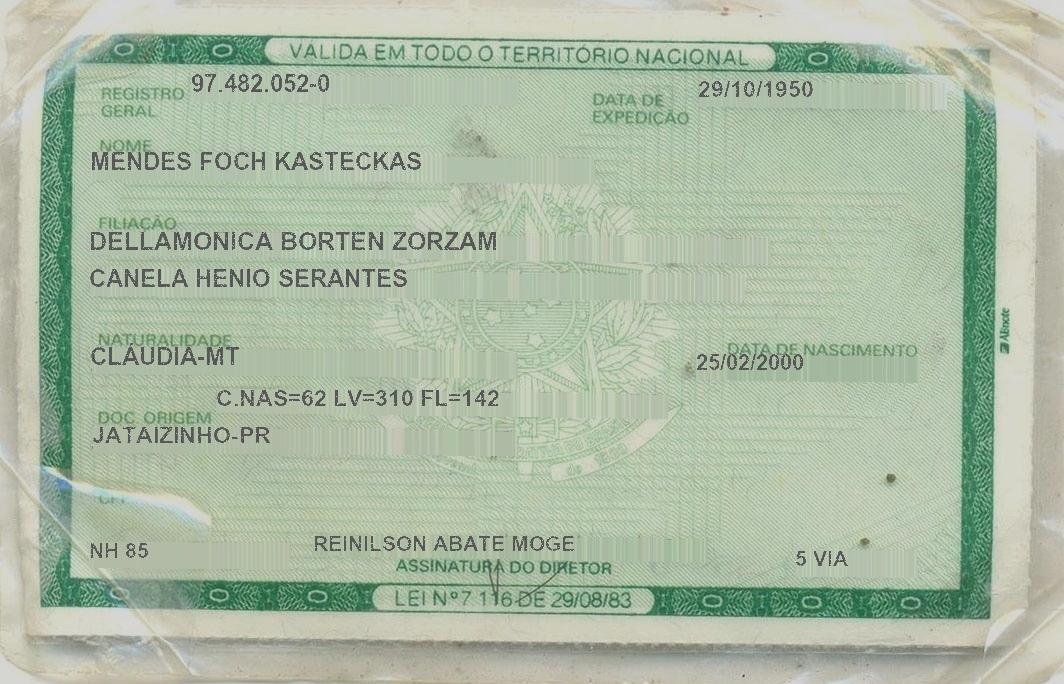 VALIDA EM TODO O TERRITÓRIO NACIONAL
REGISTRO GERAL 97.482.052-0
DATA DE EXPEDIÇÃO 29/10/1950
NOME
MENDES FOCH KASTECKAS
FILIAÇÃO
DELLAMONICA BORTEN ZORZAM
CANELA HENIO SERANTES
NATURALIDADE
CLÁUDIA-MT
DATA DE NASCIMENTO
25/02/2000
C.NAS=62 LV=310 FL=142
DOC. ORIGEM
JATAIZINHO-PR
CPF
NH 85
REINILSON ABATE MOGE
5 VIA
ASSINATURA DO DIRETOR
LEI Nº 7.116 DE 29/08/83